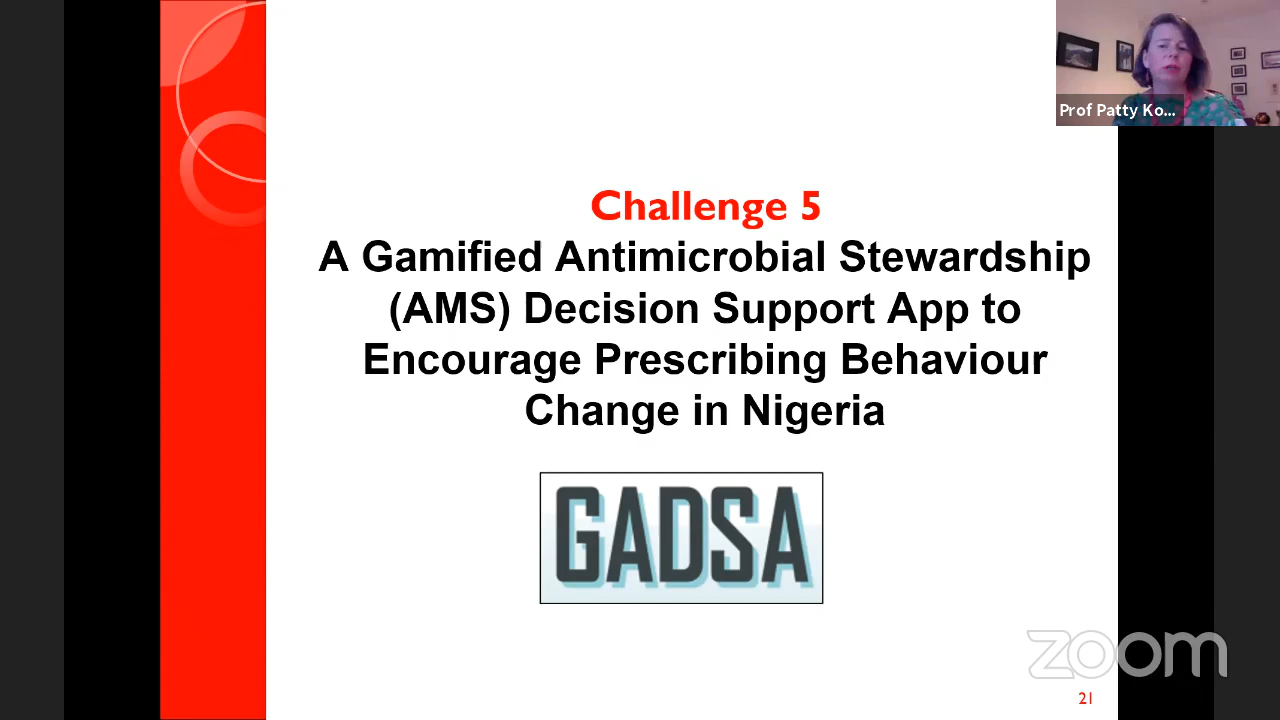 Prof Patty Ko...
Challenge 5
A Gamified Antimicrobial Stewardship
(AMS) Decision Support App to
Encourage Prescribing Behaviour
Change in Nigeria
GADSA
zoom
21